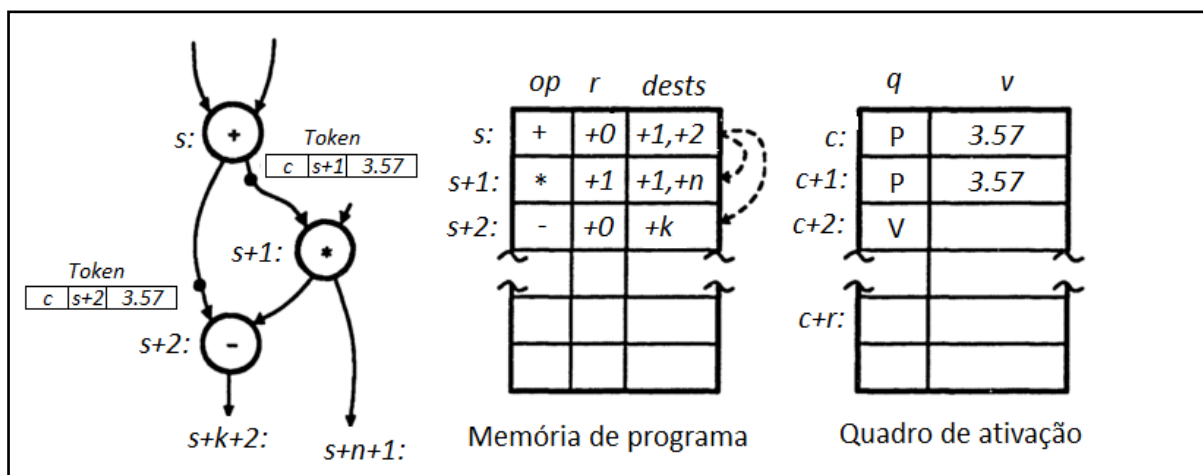 s: +
Token
c s+1 3.57
s+1: *
Token
c s+2 3.57
s+2: -
s+k+2: s+n+1:
op r dests
s: + +0 +1,+2
s+1: * +1 +1,+n
s+2: - +0 +k
Memória de programa
q v
c: P 3.57
c+1: P 3.57
c+2: V
c+r:
Quadro de ativação